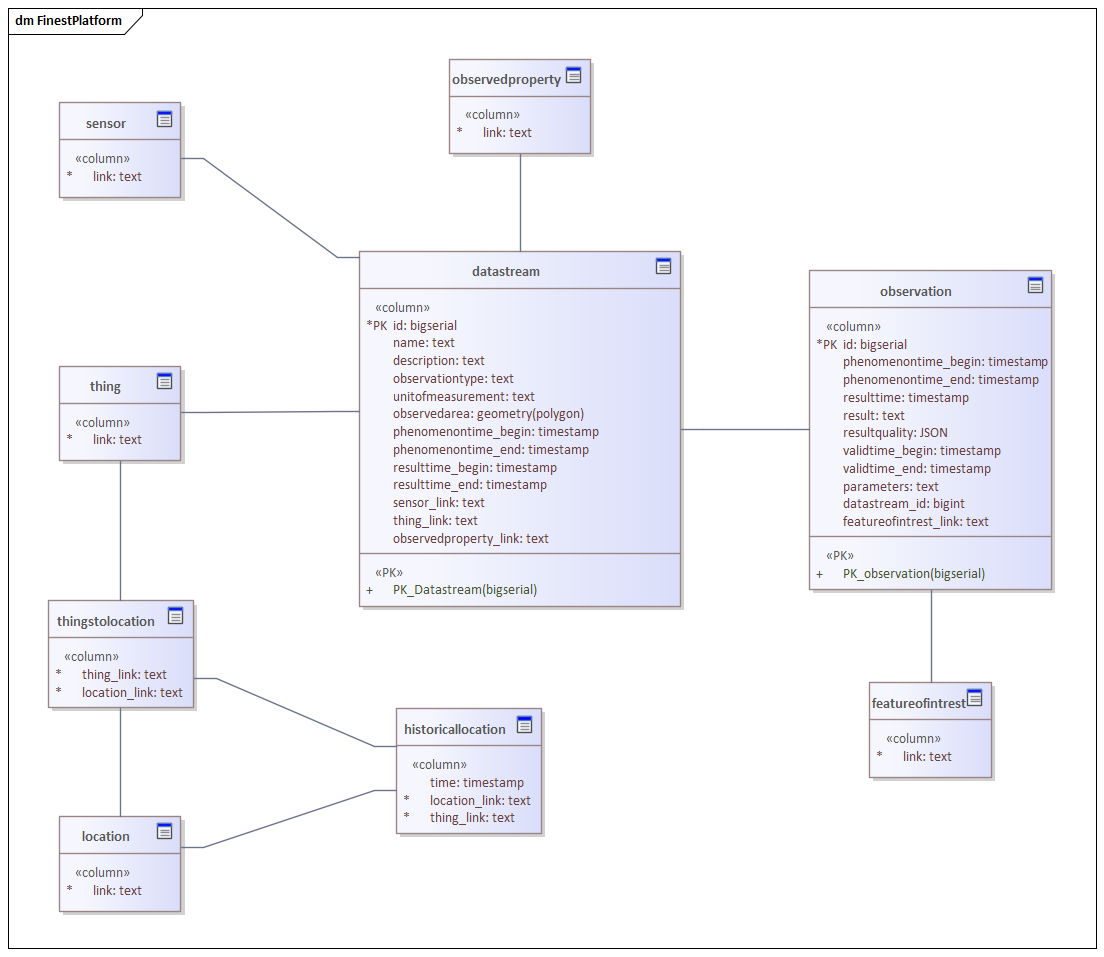 dm FinestPlatform
observedproperty
«column»
* link: text
sensor
«column»
* link: text
datastream
«column»
*PK id: bigserial
name: text
description: text
observationtype: text
unitofmeasurement: text
observedarea: geometry(polygon)
phenomenontime_begin: timestamp
phenomenontime_end: timestamp
resulttime_begin: timestamp
resulttime_end: timestamp
sensor_link: text
thing_link: text
observedproperty_link: text
«PK»
+ PK_Datastream(bigserial)
observation
«column»
*PK id: bigserial
phenomenontime_begin: timestamp
phenomenontime_end: timestamp
resulttime: timestamp
result: text
resultquality: JSON
validtime_begin: timestamp
validtime_end: timestamp
parameters: text
datastream_id: bigint
featureofintrest_link: text
«PK»
+ PK_observation(bigserial)
thing
«column»
* link: text
thingstolocation
«column»
* thing_link: text
* location_link: text
historicallocation
«column»
time: timestamp
* location_link: text
* thing_link: text
featureofintrest
«column»
* link: text
location
«column»
* link: text